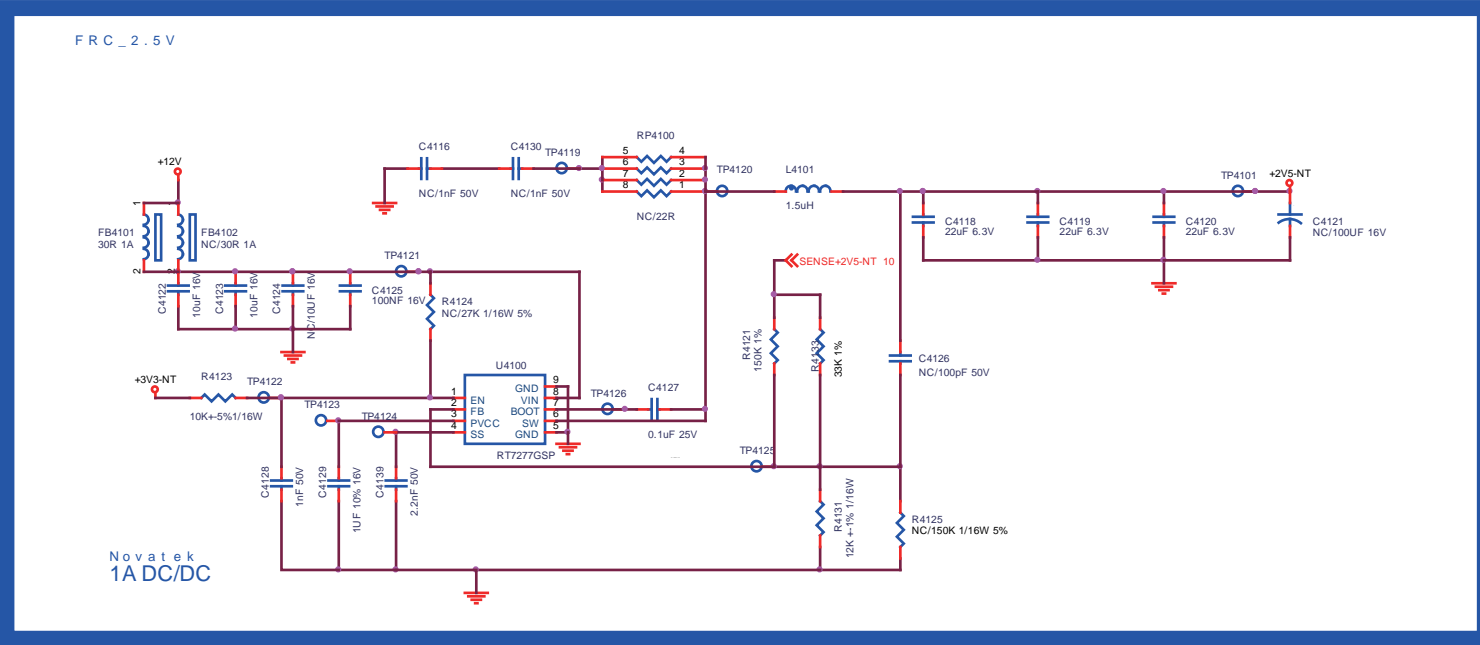 FRC_2.5V
C4116
C4130
TP4119
NC/1nF 50V
NC/1nF 50V
RP4100
5
4
6
3
7
2
8
1
NC/22R
TP4120
L4101
1.5uH
TP4101
+2V5-NT
C4118
22uF 6.3V
C4119
22uF 6.3V
C4120
22uF 6.3V
C4121
NC/100UF 16V
+12V
1
FB4101
30R 1A
FB4102
NC/30R 1A
2
2
TP4121
C4122
10uF 16V
C4123
10uF 16V
C4124
NC/10UF 16V
C4125
100NF 16V
R4124
NC/27K 1/16W 5%
SENSE+2V5-NT 10
R4121
150K 1%
R4133
33K 1%
C4126
NC/100pF 50V
+3V3-NT
R4123
TP4122
10K+-5%1/16W
TP4123
TP4124
U4100
1
EN
2
FB
3
PVCC
4
SS
GND
9
VIN
8
BOOT
7
SW
6
GND
5
RT7277GSP
TP4126
C4127
0.1uF 25V
TP4125
C4128
1nF 50V
C4129
1UF 10% 16V
C4139
2.2nF 50V
R4131
12K +-1% 1/16W
R4125
NC/150K 1/16W 5%
Novatek
1A DC/DC